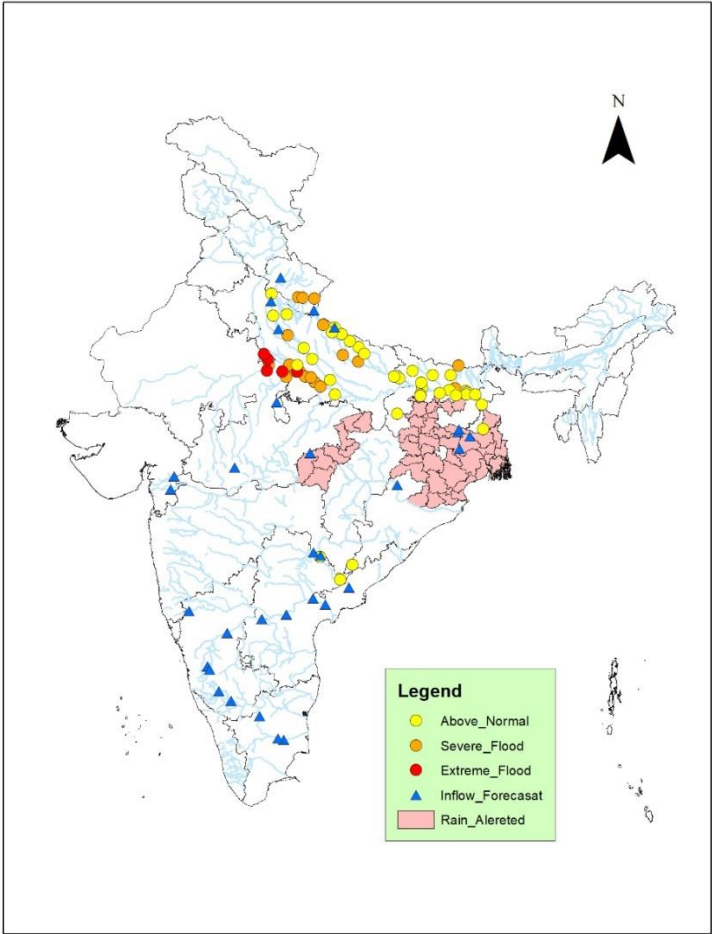 N
Legend
Above_Normal
Severe_Flood
Extreme_Flood
Inflow_Forecasat
Rain_Alereted